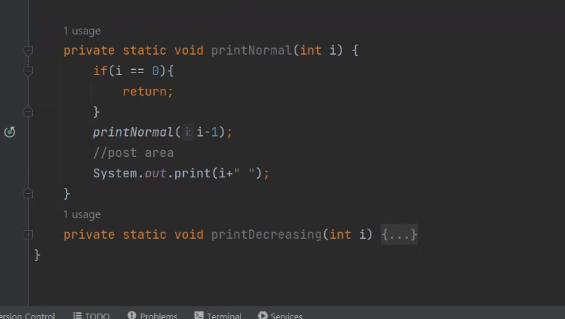 1 usage
private static void printNormal(int i) {
if(i == 0){
return;
}
printNormal( i: i-1);
//post area
System.out.print(i+" ");
}
1 usage
private static void printDecreasing(int i) {...}
}
ersion Control TODO Problems Terminal Services